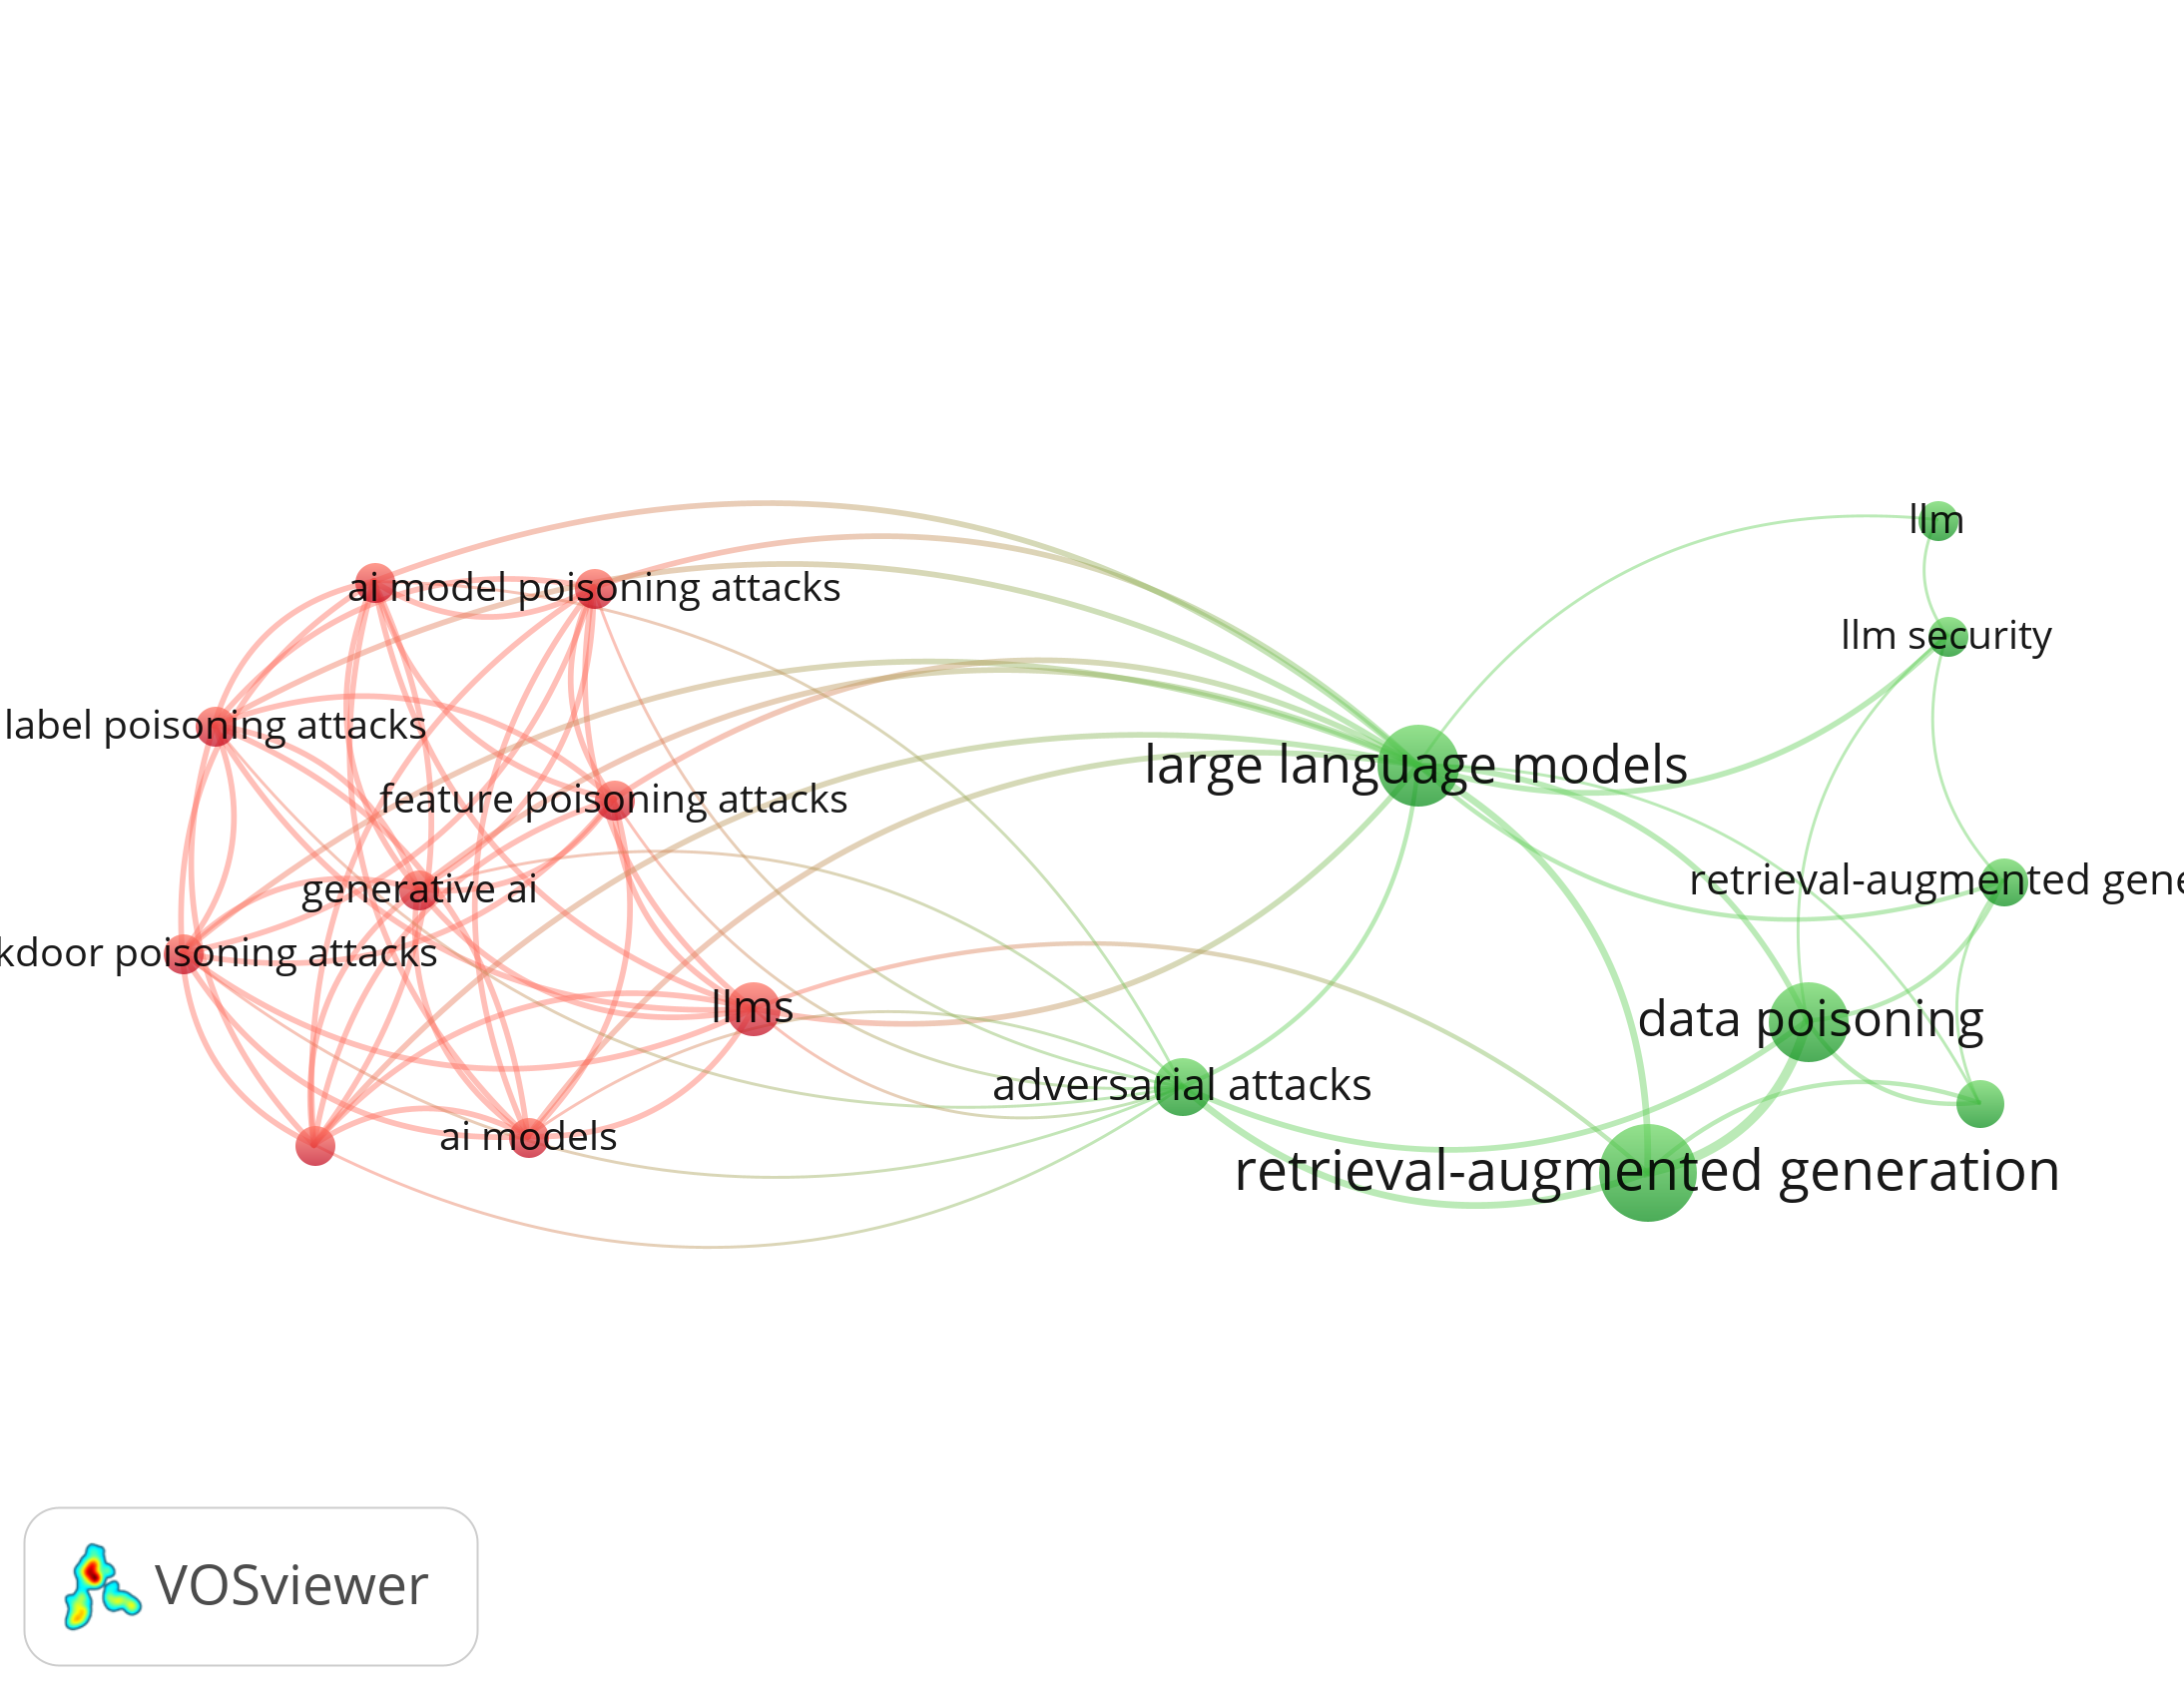 llm
ai model poisoning attacks
llm security
label poisoning attacks
large language models
feature poisoning attacks
retrieval-augmented gene
generative ai
kdoor poisoning attacks
llms
data poisoning
adversarial attacks
ai models
retrieval-augmented generation
VOSviewer